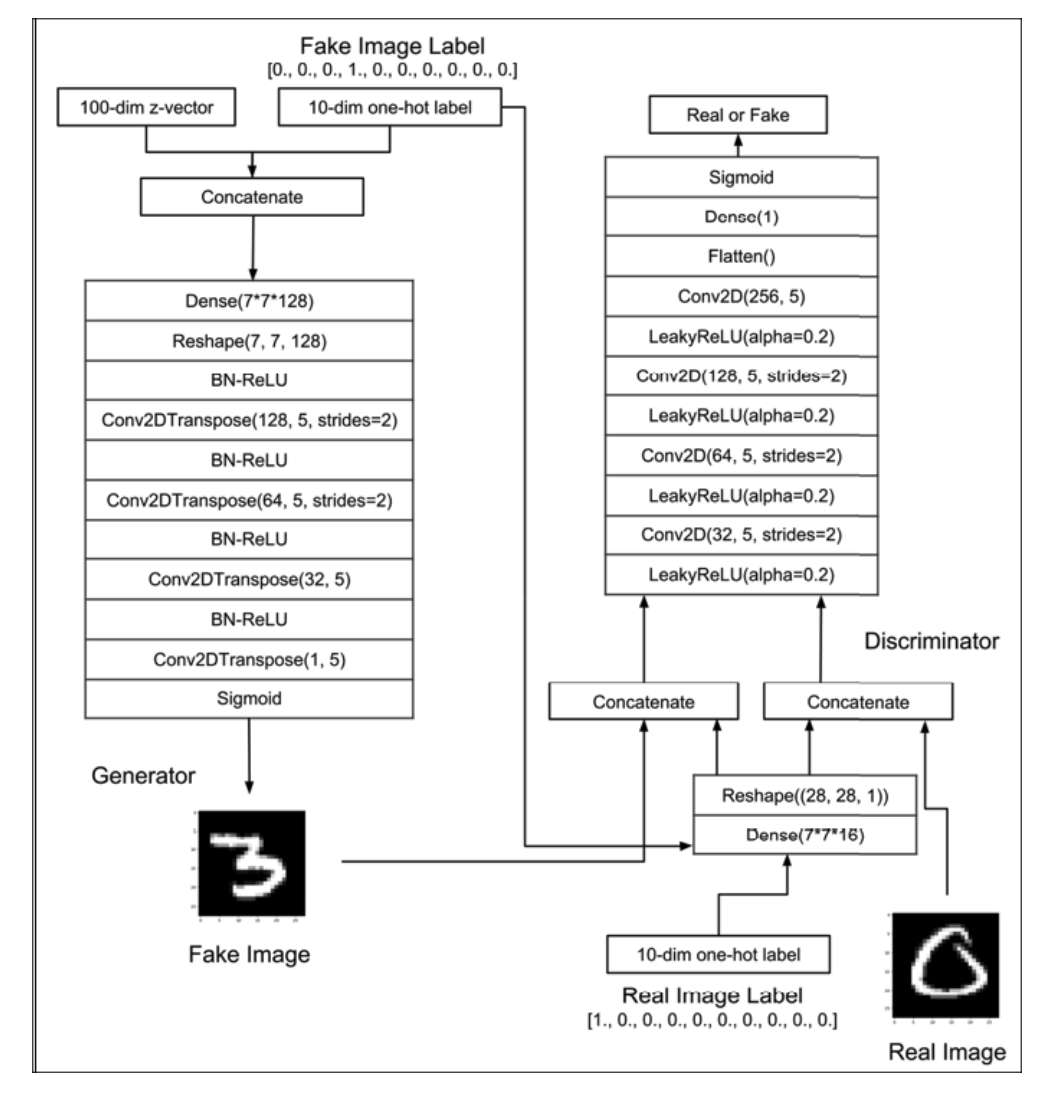 Fake Image Label
[0., 0., 0., 1., 0., 0., 0., 0., 0., 0.]
100-dim z-vector
10-dim one-hot label
Concatenate
Dense(7*7*128)
Reshape(7, 7, 128)
BN-ReLU
Conv2DTranspose(128, 5, strides=2)
BN-ReLU
Conv2DTranspose(64, 5, strides=2)
BN-ReLU
Conv2DTranspose(32, 5)
BN-ReLU
Conv2DTranspose(1, 5)
Sigmoid
Generator
Fake Image
Real or Fake
Sigmoid
Dense(1)
Flatten()
Conv2D(256, 5)
LeakyReLU(alpha=0.2)
Conv2D(128, 5, strides=2)
LeakyReLU(alpha=0.2)
Conv2D(64, 5, strides=2)
LeakyReLU(alpha=0.2)
Conv2D(32, 5, strides=2)
LeakyReLU(alpha=0.2)
Discriminator
Concatenate
Concatenate
Reshape((28, 28, 1))
Dense(7*7*16)
10-dim one-hot label
Real Image Label
[1., 0., 0., 0., 0., 0., 0., 0., 0., 0.]
Real Image